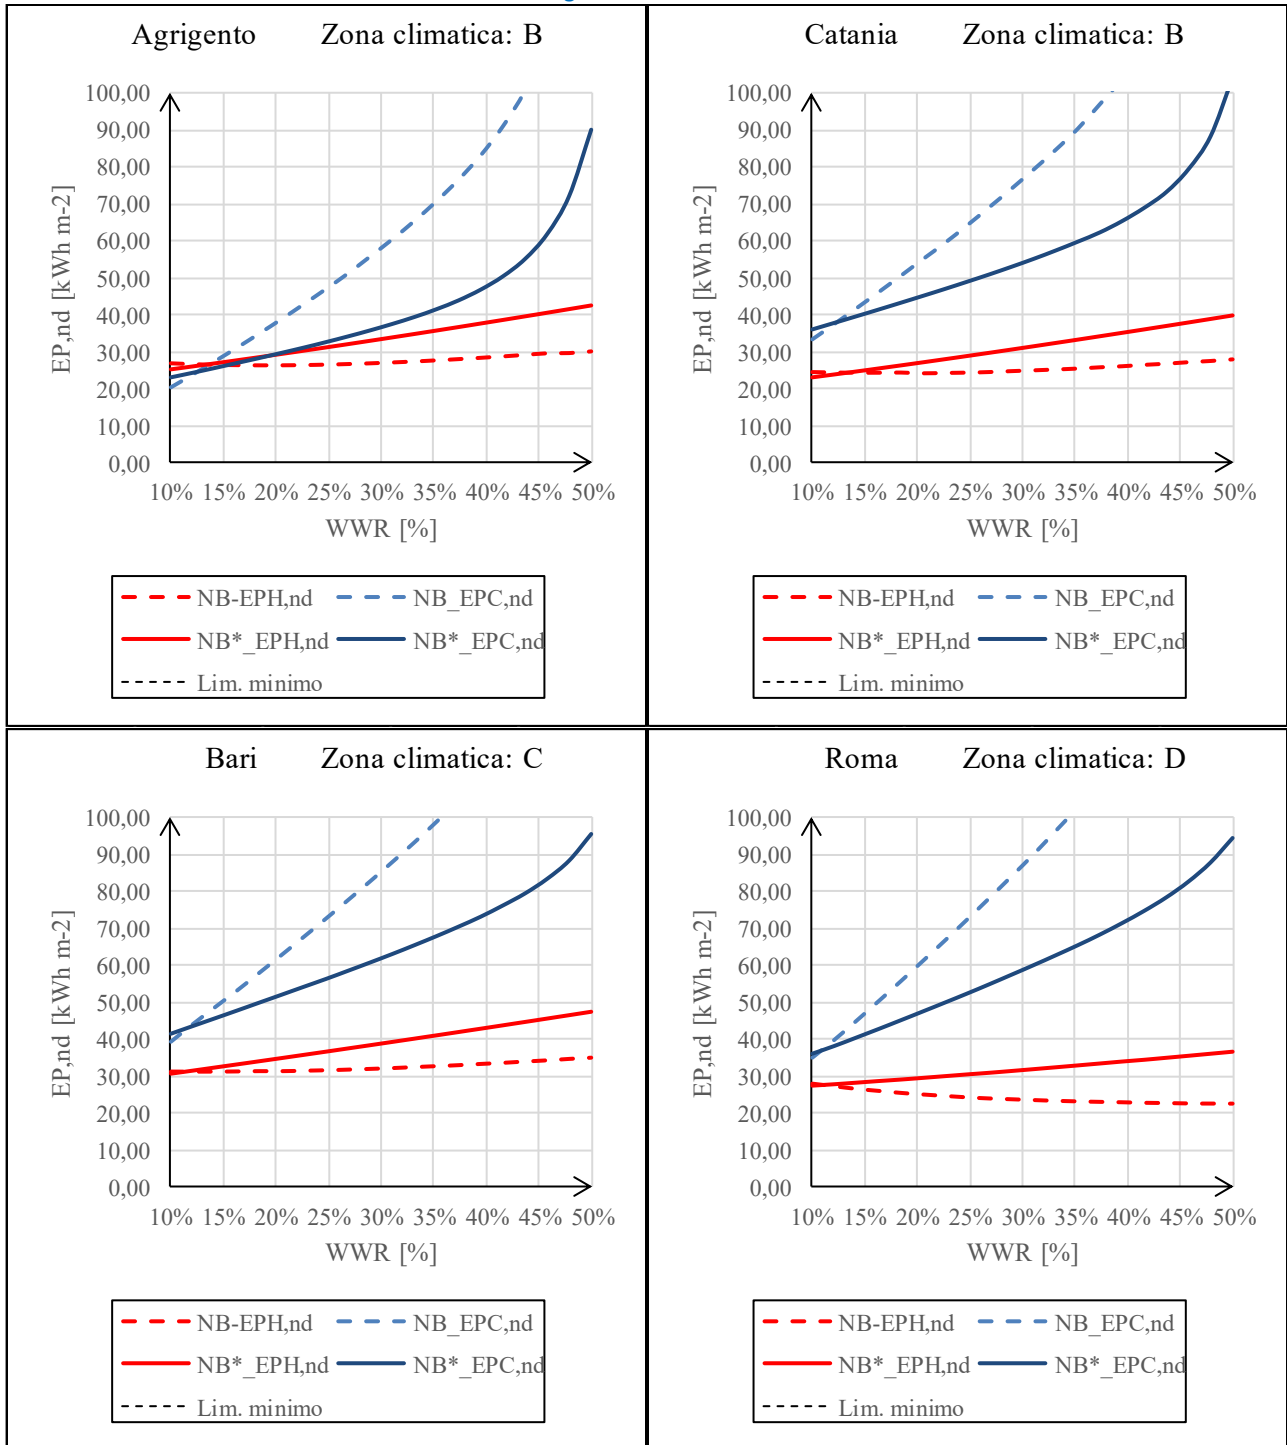 Agrigento Zona climatica: B
100,00
90,00
80,00
70,00
60,00
50,00
40,00
30,00
20,00
10,00
0,00
EP,nd [kWh m-2]
10% 15% 20% 25% 30% 35% 40% 45% 50%
WWR [%]
NB-EPH,nd NB_EPC,nd
NB*_EPH,nd NB*_EPC,nd
Lim. minimo
Catania Zona climatica: B
100,00
90,00
80,00
70,00
60,00
50,00
40,00
30,00
20,00
10,00
0,00
EP,nd [kWh m-2]
10% 15% 20% 25% 30% 35% 40% 45% 50%
WWR [%]
NB-EPH,nd NB_EPC,nd
NB*_EPH,nd NB*_EPC,nd
Lim. minimo
Bari Zona climatica: C
100,00
90,00
80,00
70,00
60,00
50,00
40,00
30,00
20,00
10,00
0,00
EP,nd [kWh m-2]
10% 15% 20% 25% 30% 35% 40% 45% 50%
WWR [%]
NB-EPH,nd NB_EPC,nd
NB*_EPH,nd NB*_EPC,nd
Lim. minimo
Roma Zona climatica: D
100,00
90,00
80,00
70,00
60,00
50,00
40,00
30,00
20,00
10,00
0,00
EP,nd [kWh m-2]
10% 15% 20% 25% 30% 35% 40% 45% 50%
WWR [%]
NB-EPH,nd NB_EPC,nd
NB*_EPH,nd NB*_EPC,nd
Lim. minimo